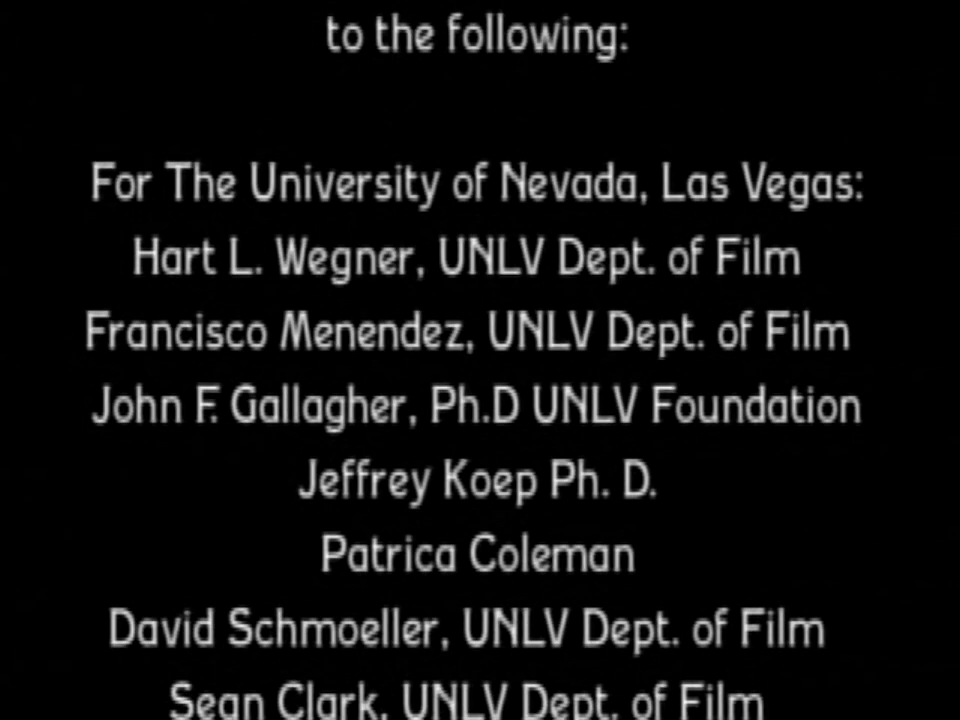 to the following:
For The University of Nevada, Las Vegas:
Hart L. Wegner, UNLV Dept. of Film
Francisco Menendez, UNLV Dept. of Film
John F. Gallagher, Ph.D UNLV Foundation
Jeffrey Koep Ph. D.
Patrica Coleman
David Schmoeller, UNLV Dept. of Film
Sean Clark, UNLV Dept. of Film